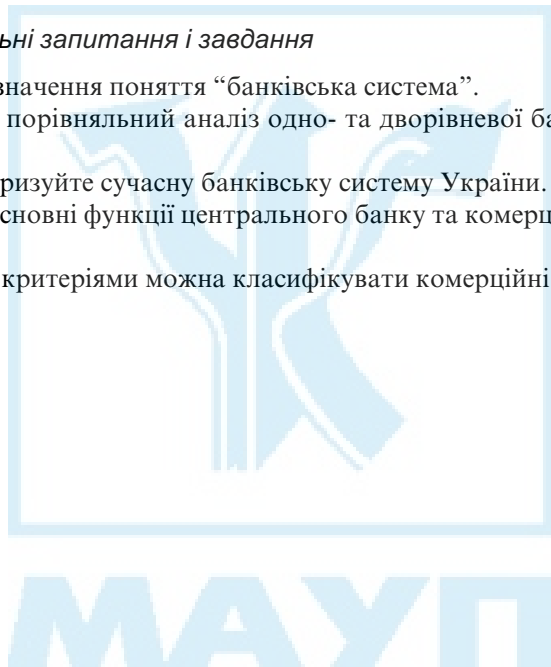 ьні запитання і завдання
значення поняття “банківська система”.
порівняльний аналіз одно- та дворівневої ба
ризуйте сучасну банківську систему України.
сновні функції центрального банку та комерц
критеріями можна класифікувати комерційні
МАУП